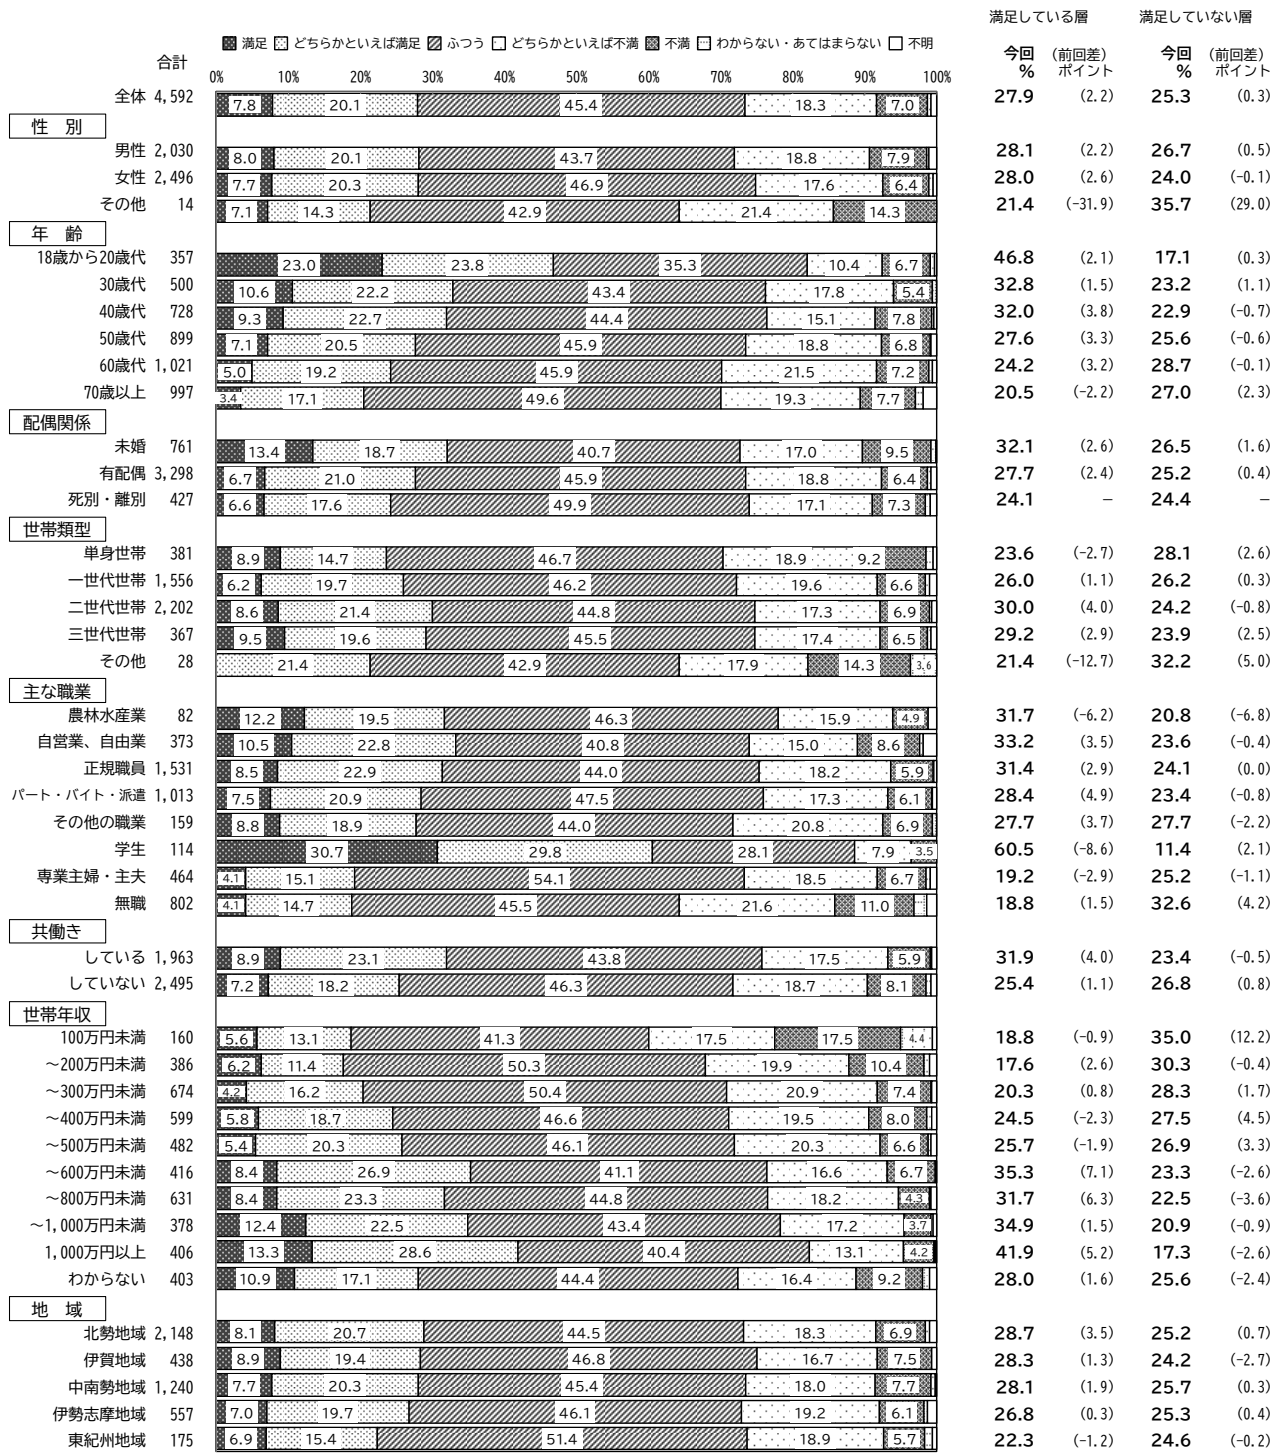 満足している層 満足していない層
満足 どちらかといえば満足 ふつう どちらかといえば不満 不満 わからない・あてはまらない 不明
合計 今回 (前回差) 今回 (前回差)
% ポイント % ポイント
0% 10% 20% 30% 40% 50% 60% 70% 80% 90% 100%
全体 4,592 7.8 20.1 45.4 18.3 7.0 27.9 (2.2) 25.3 (0.3)
性 別
男性 2,030 8.0 20.1 43.7 18.8 7.9 28.1 (2.2) 26.7 (0.5)
女性 2,496 7.7 20.3 46.9 17.6 6.4 28.0 (2.6) 24.0 (-0.1)
その他 14 7.1 14.3 42.9 21.4 14.3 21.4 (-31.9) 35.7 (29.0)
年 齢
18歳から20歳代 357 23.0 23.8 35.3 10.4 6.7 46.8 (2.1) 17.1 (0.3)
30歳代 500 10.6 22.2 43.4 17.8 5.4 32.8 (1.5) 23.2 (1.1)
40歳代 728 9.3 22.7 44.4 15.1 7.8 32.0 (3.8) 22.9 (-0.7)
50歳代 899 7.1 20.5 45.9 18.8 6.8 27.6 (3.3) 25.6 (-0.6)
60歳代 1,021 5.0 19.2 45.9 21.5 7.2 24.2 (3.2) 28.7 (-0.1)
70歳以上 997 3.4 17.1 49.6 19.3 7.7 20.5 (-2.2) 27.0 (2.3)
配偶関係
未婚 761 13.4 18.7 40.7 17.0 9.5 32.1 (2.6) 26.5 (1.6)
有配偶 3,298 6.7 21.0 45.9 18.8 6.4 27.7 (2.4) 25.2 (0.4)
死別・離別 427 6.6 17.6 49.9 17.1 7.3 24.1 － 24.4 －
世帯類型
単身世帯 381 8.9 14.7 46.7 18.9 9.2 23.6 (-2.7) 28.1 (2.6)
一世代世帯 1,556 6.2 19.7 46.2 19.6 6.6 26.0 (1.1) 26.2 (0.3)
二世代世帯 2,202 8.6 21.4 44.8 17.3 6.9 30.0 (4.0) 24.2 (-0.8)
三世代世帯 367 9.5 19.6 45.5 17.4 6.5 29.2 (2.9) 23.9 (2.5)
その他 28 21.4 42.9 17.9 14.3 3.6 21.4 (-12.7) 32.2 (5.0)
主な職業
農林水産業 82 12.2 19.5 46.3 15.9 4.9 31.7 (-6.2) 20.8 (-6.8)
自営業、自由業 373 10.5 22.8 40.8 15.0 8.6 33.2 (3.5) 23.6 (-0.4)
正規職員 1,531 8.5 22.9 44.0 18.2 5.9 31.4 (2.9) 24.1 (0.0)
パート・バイト・派遣 1,013 7.5 20.9 47.5 17.3 6.1 28.4 (4.9) 23.4 (-0.8)
その他の職業 159 8.8 18.9 44.0 20.8 6.9 27.7 (3.7) 27.7 (-2.2)
学生 114 30.7 29.8 28.1 7.9 3.5 60.5 (-8.6) 11.4 (2.1)
専業主婦・主夫 464 4.1 15.1 54.1 18.5 6.7 19.2 (-2.9) 25.2 (-1.1)
無職 802 4.1 14.7 45.5 21.6 11.0 18.8 (1.5) 32.6 (4.2)
共働き
している 1,963 8.9 23.1 43.8 17.5 5.9 31.9 (4.0) 23.4 (-0.5)
していない 2,495 7.2 18.2 46.3 18.7 8.1 25.4 (1.1) 26.8 (0.8)
世帯年収
100万円未満 160 5.6 13.1 41.3 17.5 17.5 4.4 18.8 (-0.9) 35.0 (12.2)
～200万円未満 386 6.2 11.4 50.3 19.9 10.4 17.6 (2.6) 30.3 (-0.4)
～300万円未満 674 4.2 16.2 50.4 20.9 7.4 20.3 (0.8) 28.3 (1.7)
～400万円未満 599 5.8 18.7 46.6 19.5 8.0 24.5 (-2.3) 27.5 (4.5)
～500万円未満 482 5.4 20.3 46.1 20.3 6.6 25.7 (-1.9) 26.9 (3.3)
～600万円未満 416 8.4 26.9 41.1 16.6 6.7 35.3 (7.1) 23.3 (-2.6)
～800万円未満 631 8.4 23.3 44.8 18.2 4.3 31.7 (6.3) 22.5 (-3.6)
～1,000万円未満 378 12.4 22.5 43.4 17.2 3.7 34.9 (1.5) 20.9 (-0.9)
1,000万円以上 406 13.3 28.6 40.4 13.1 4.2 41.9 (5.2) 17.3 (-2.6)
わからない 403 10.9 17.1 44.4 16.4 9.2 28.0 (1.6) 25.6 (-2.4)
地 域
北勢地域 2,148 8.1 20.7 44.5 18.3 6.9 28.7 (3.5) 25.2 (0.7)
伊賀地域 438 8.9 19.4 46.8 16.7 7.5 28.3 (1.3) 24.2 (-2.7)
中南勢地域 1,240 7.7 20.3 45.4 18.0 7.7 28.1 (1.9) 25.7 (0.3)
伊勢志摩地域 557 7.0 19.7 46.1 19.2 6.1 26.8 (0.3) 25.3 (0.4)
東紀州地域 175 6.9 15.4 51.4 18.9 5.7 22.3 (-1.2) 24.6 (-0.2)